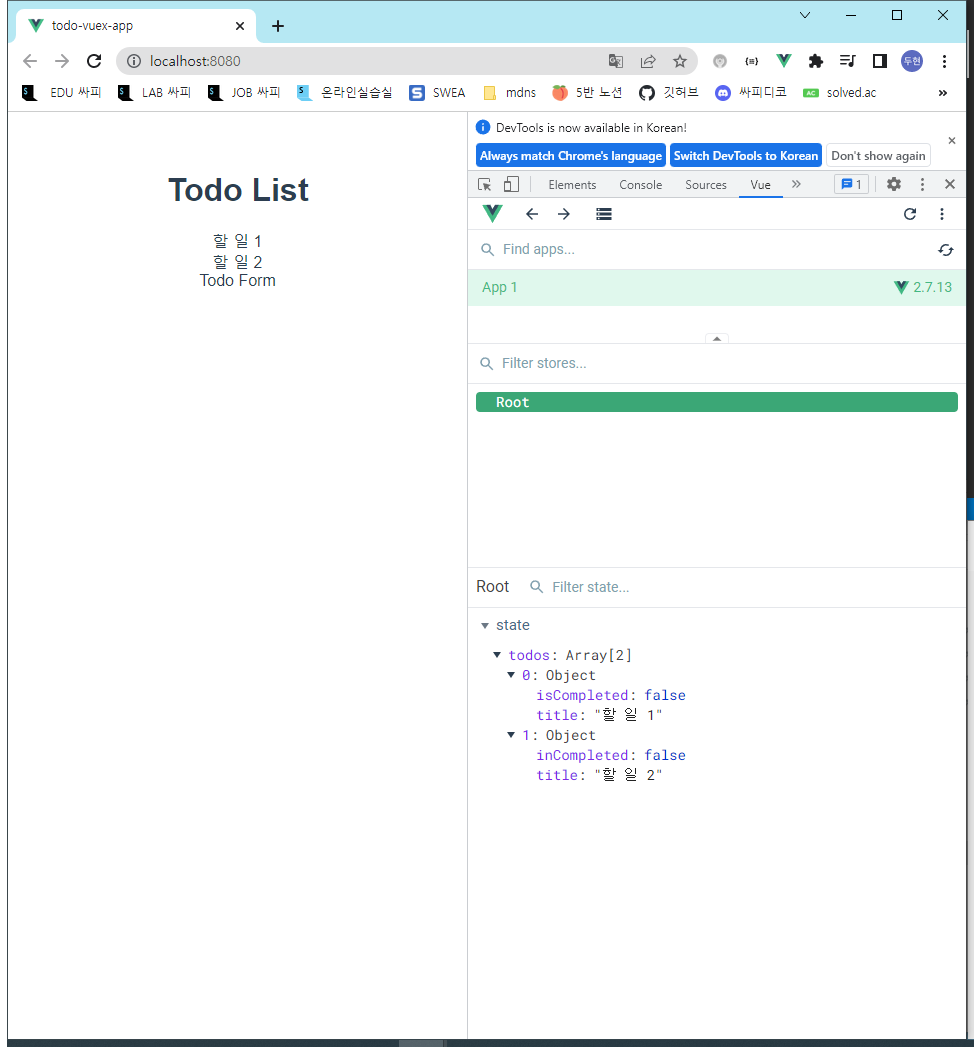 todo-vuex-app
localhost:8080
두현
EDU 싸피 LAB 싸피 JOB 싸피 온라인실습실 SWEA mdns 5반 노션 깃허브 싸피디코 solved.ac »
Todo List
할 일 1
할 일 2
Todo Form
DevTools is now available in Korean!
Always match Chrome's language Switch DevTools to Korean Don't show again
Elements Console Sources Vue » 1
Find apps...
App 1 2.7.13
Filter stores...
Root
Root Filter state...
state
todos: Array[2]
0: Object
isCompleted: false
title: "할 일 1"
1: Object
inCompleted: false
title: "할 일 2"